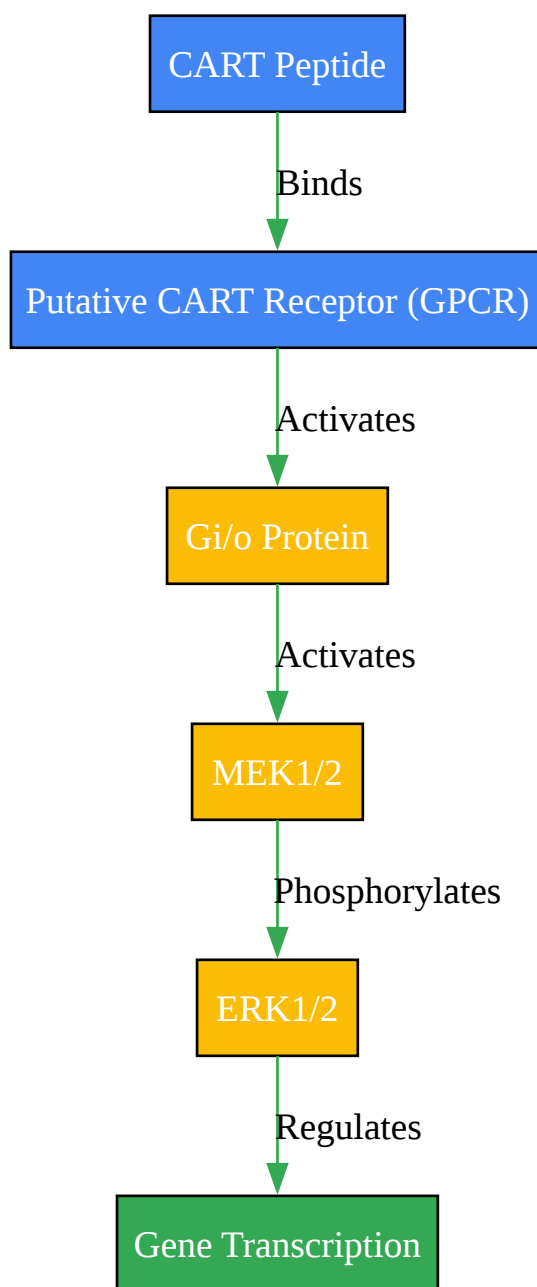 CART Peptide
Binds
Putative CART Receptor (GPCR)
Activates
Gi/o Protein
Activates
MEK1/2
Phosphorylates
ERK1/2
Regulates
Gene Transcription